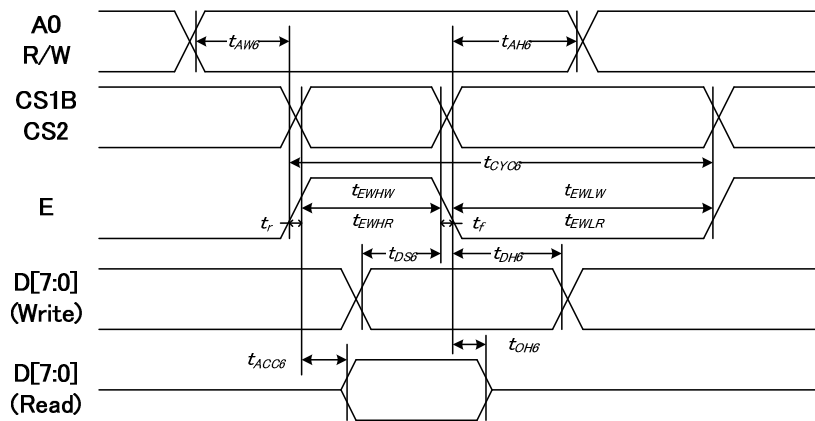 A0
R/W
tAW6
tAH6
CS1B
CS2
tCYC6
E
tEWHW
tEWLW
tr
tEWHR
tf
tEWLR
tDS6
tDH6
D[7:0]
(Write)
tACC6
tOH6
D[7:0]
(Read)